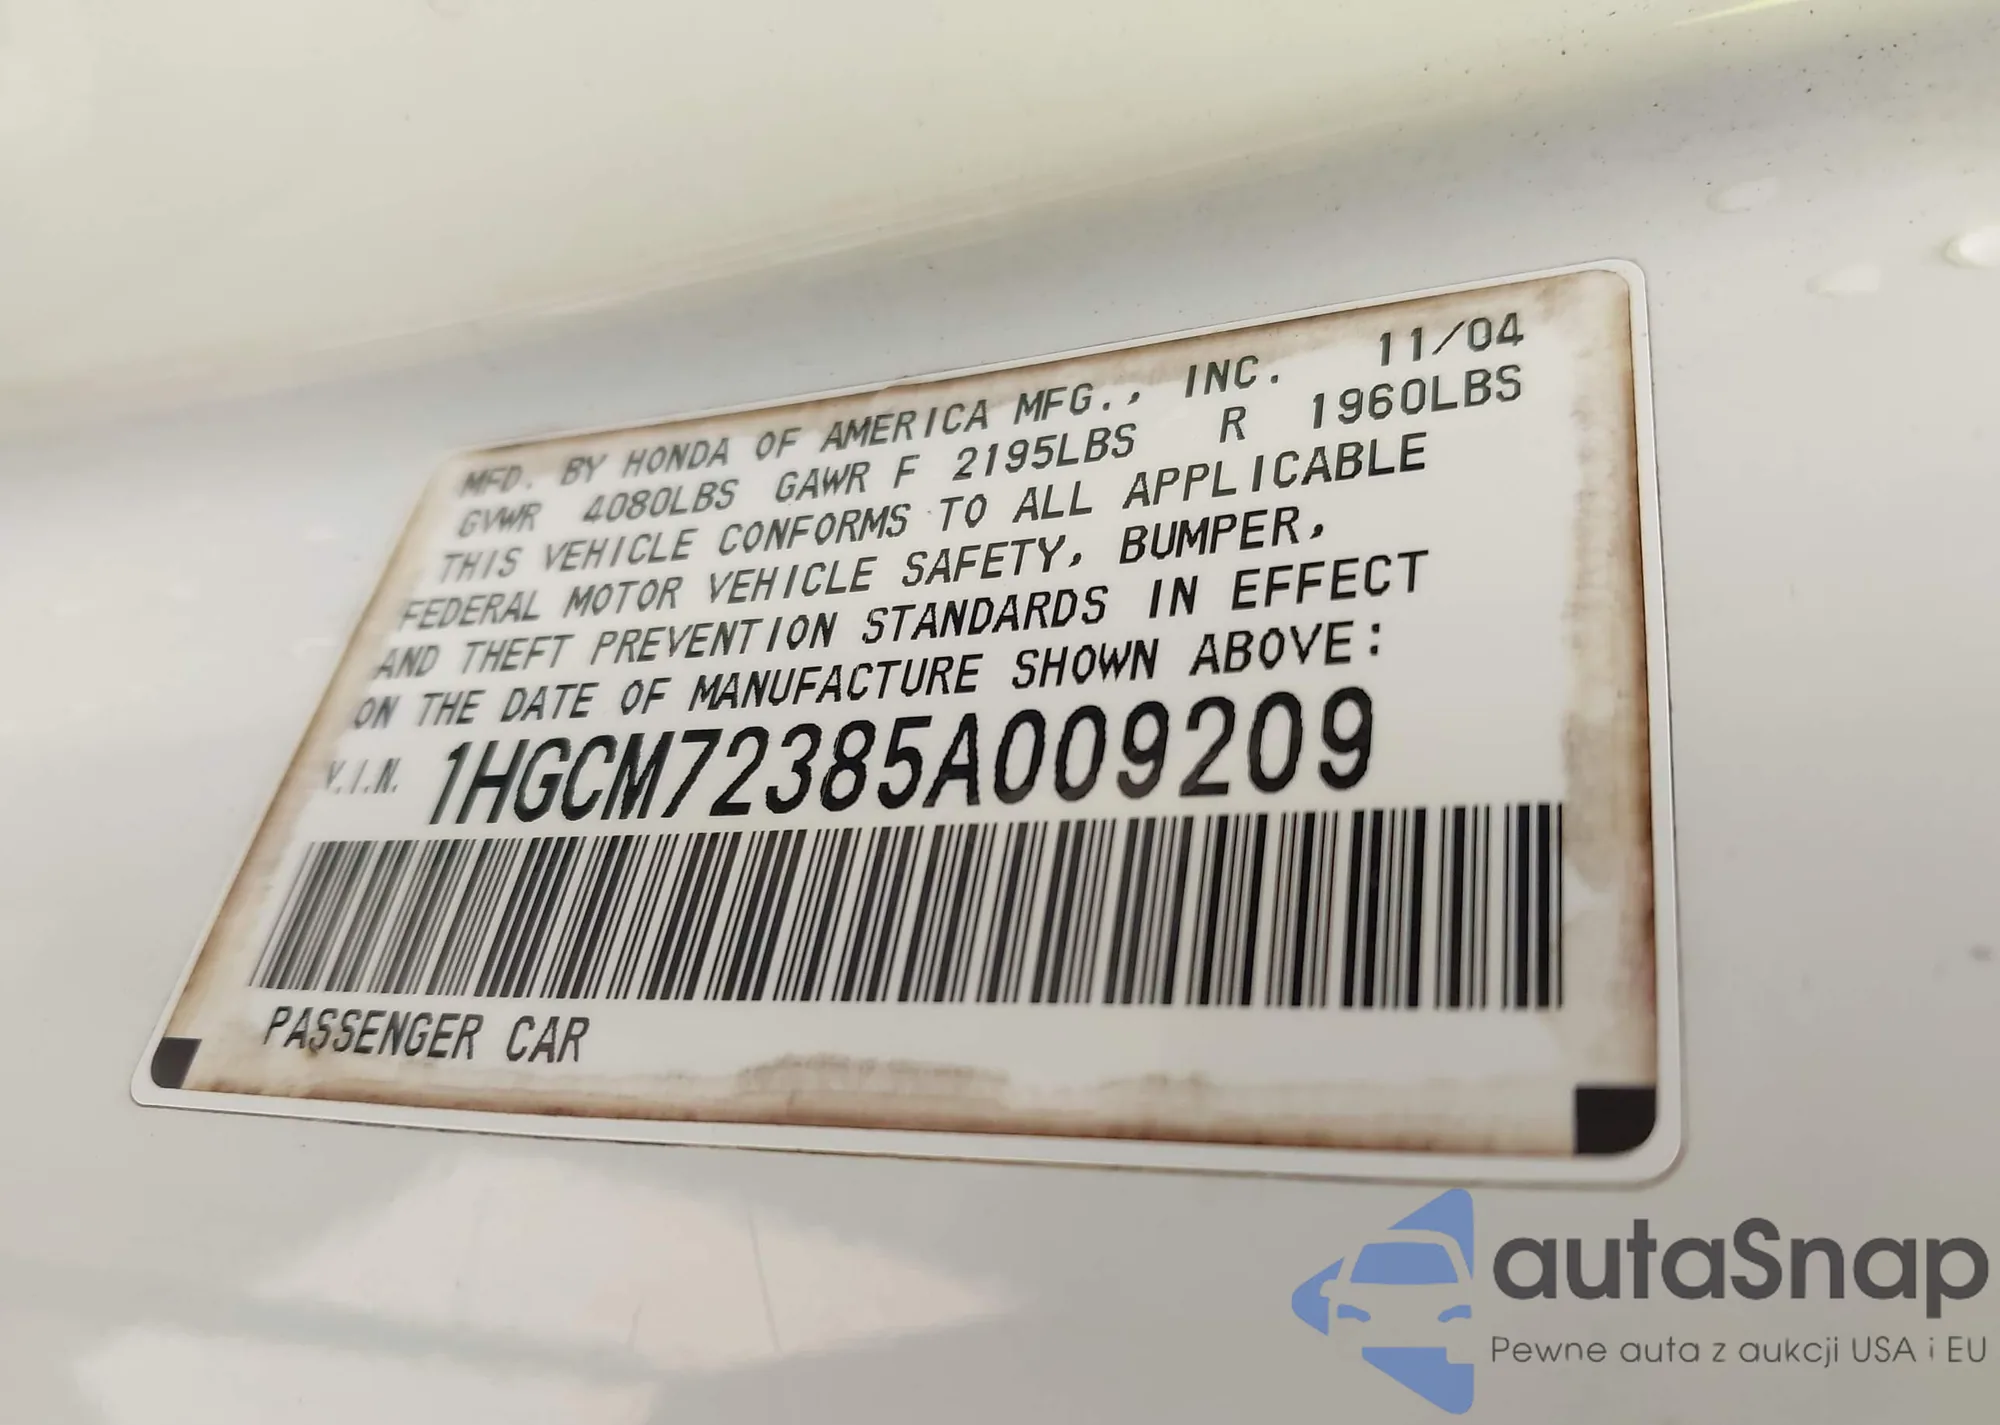 MFD. BY HONDA OF AMERICA MFG., INC. 11/04
GVWR 4080LBS GAWR F 2195LBS R 1960LBS
THIS VEHICLE CONFORMS TO ALL APPLICABLE
FEDERAL MOTOR VEHICLE SAFETY, BUMPER,
AND THEFT PREVENTION STANDARDS IN EFFECT
ON THE DATE OF MANUFACTURE SHOWN ABOVE:
V.I.N. 1HGCM72385A009209
PASSENGER CAR
autaSnap
Pewne auta z aukcji USA i EU